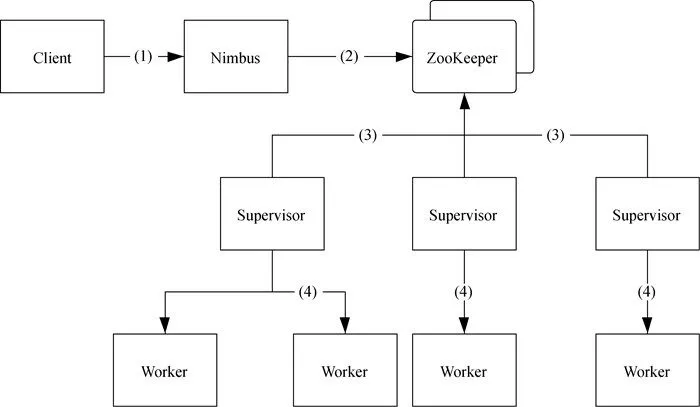 Client
(1)
Nimbus
(2)
ZooKeeper
(3)
(3)
Supervisor
Supervisor
Supervisor
(4)
(4)
(4)
Worker
Worker
Worker
Worker